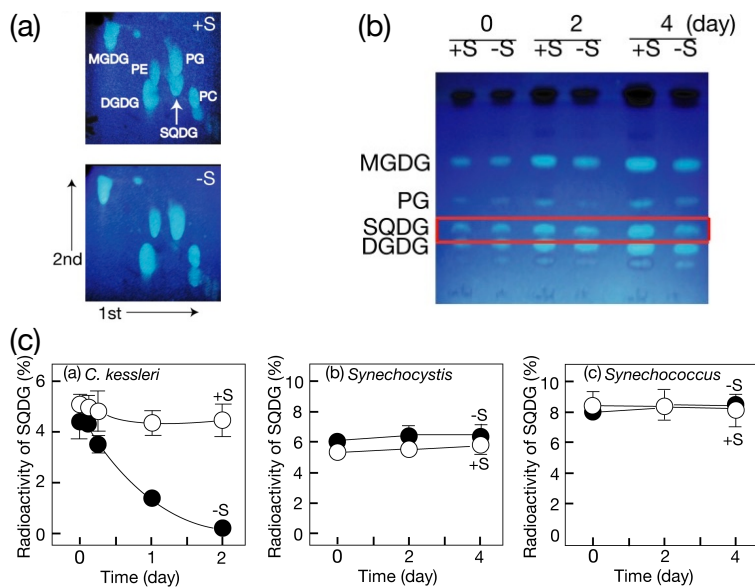 (a)
+S
MGDG
PE
PG
DGDG
PC
SQDG
-S
2nd
1st
(b)
0 2 4 (day)
+S -S +S -S +S -S
MGDG
PG
SQDG
DGDG
(c)
(a) C. kessleri
Radioactivity of SQDG (%)
6
4
2
0
+S
-S
0 1 2
Time (day)
(b) Synechocystis
Radioactivity of SQDG (%)
10
8
6
4
2
0
-S
+S
0 2 4
Time (day)
(c) Synechococcus
Radioactivity of SQDG (%)
10
8
6
4
2
0
-S
+S
0 2 4
Time (day)